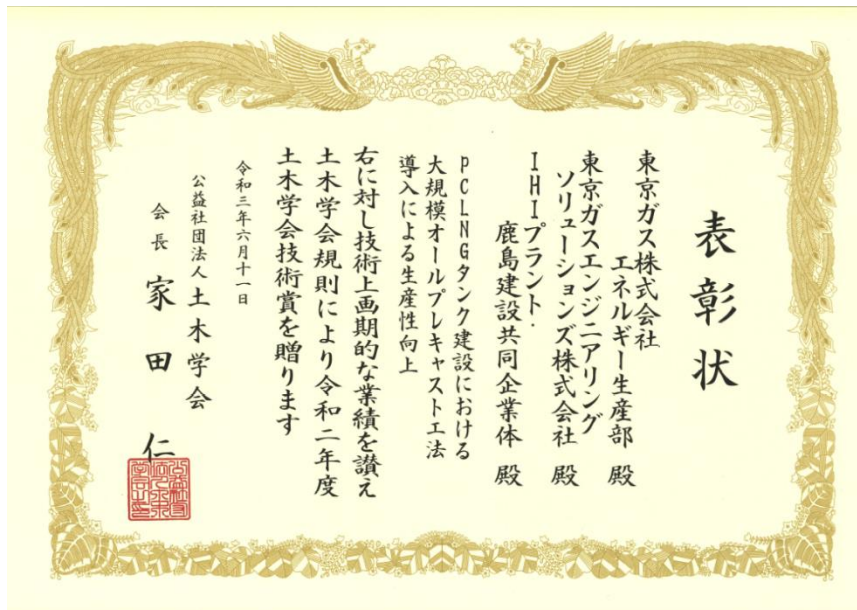 表彰状
東京ガス株式会社
エネルギー生産部 殿
東京ガスエンジニアリング
ソリューションズ株式会社 殿
IHIプラント・
鹿島建設共同企業体 殿
PCLNGタンク建設における
大規模オールプレキャスト工法
導入による生産性向上
右に対し技術上画期的な業績を讃え
土木学会規則により令和二年度
土木学会技術賞を贈ります
令和三年六月十一日
公益社団法人 土木学会
会長 家田 仁